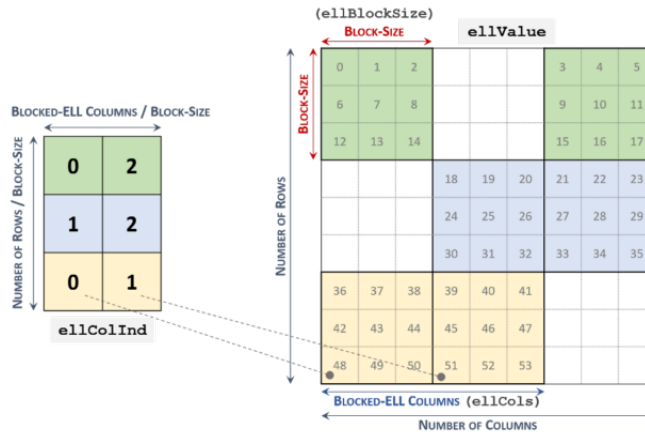 (ellBlockSize)
BLOCK-SIZE
ellValue
BLOCK-SIZE
NUMBER OF ROWS
0 1 2 3 4 5
6 7 8 9 10 11
12 13 14 15 16 17
18 19 20 21 22 23
24 25 26 27 28 29
30 31 32 33 34 35
36 37 38 39 40 41
42 43 44 45 46 47
48 49 50 51 52 53
BLOCKED-ELL COLUMNS (ellCols)
NUMBER OF COLUMNS
BLOCKED-ELL COLUMNS / BLOCK-SIZE
NUMBER OF ROWS / BLOCK-SIZE
0 2
1 2
0 1
ellColInd